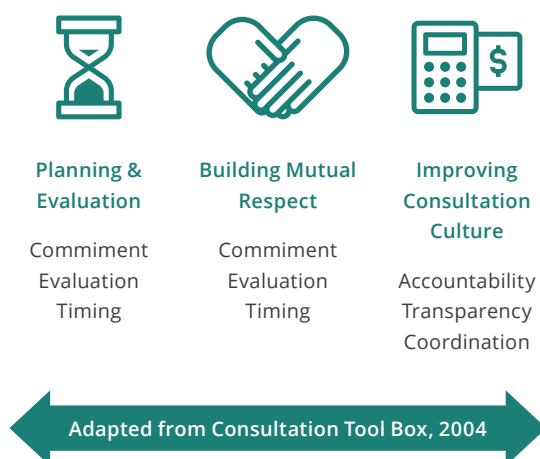 $
Planning &
Evaluation
Commiment
Evaluation
Timing
Building Mutual
Respect
Commiment
Evaluation
Timing
Improving
Consultation
Culture
Accountability
Transparency
Coordination
Adapted from Consultation Tool Box, 2004